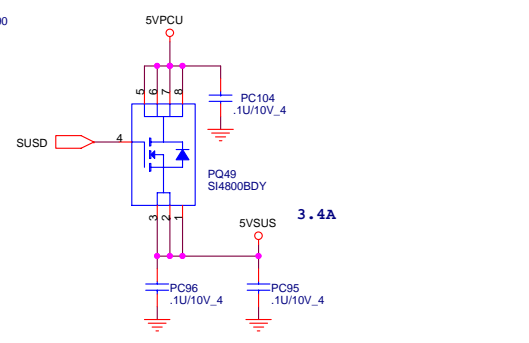 00
5VPCU
5
6
7
8
PC104
.1U/10V_4
SUSD
4
PQ49
SI4800BDY
3
2
1
5VSUS
3.4A
PC96
.1U/10V_4
PC95
.1U/10V_4